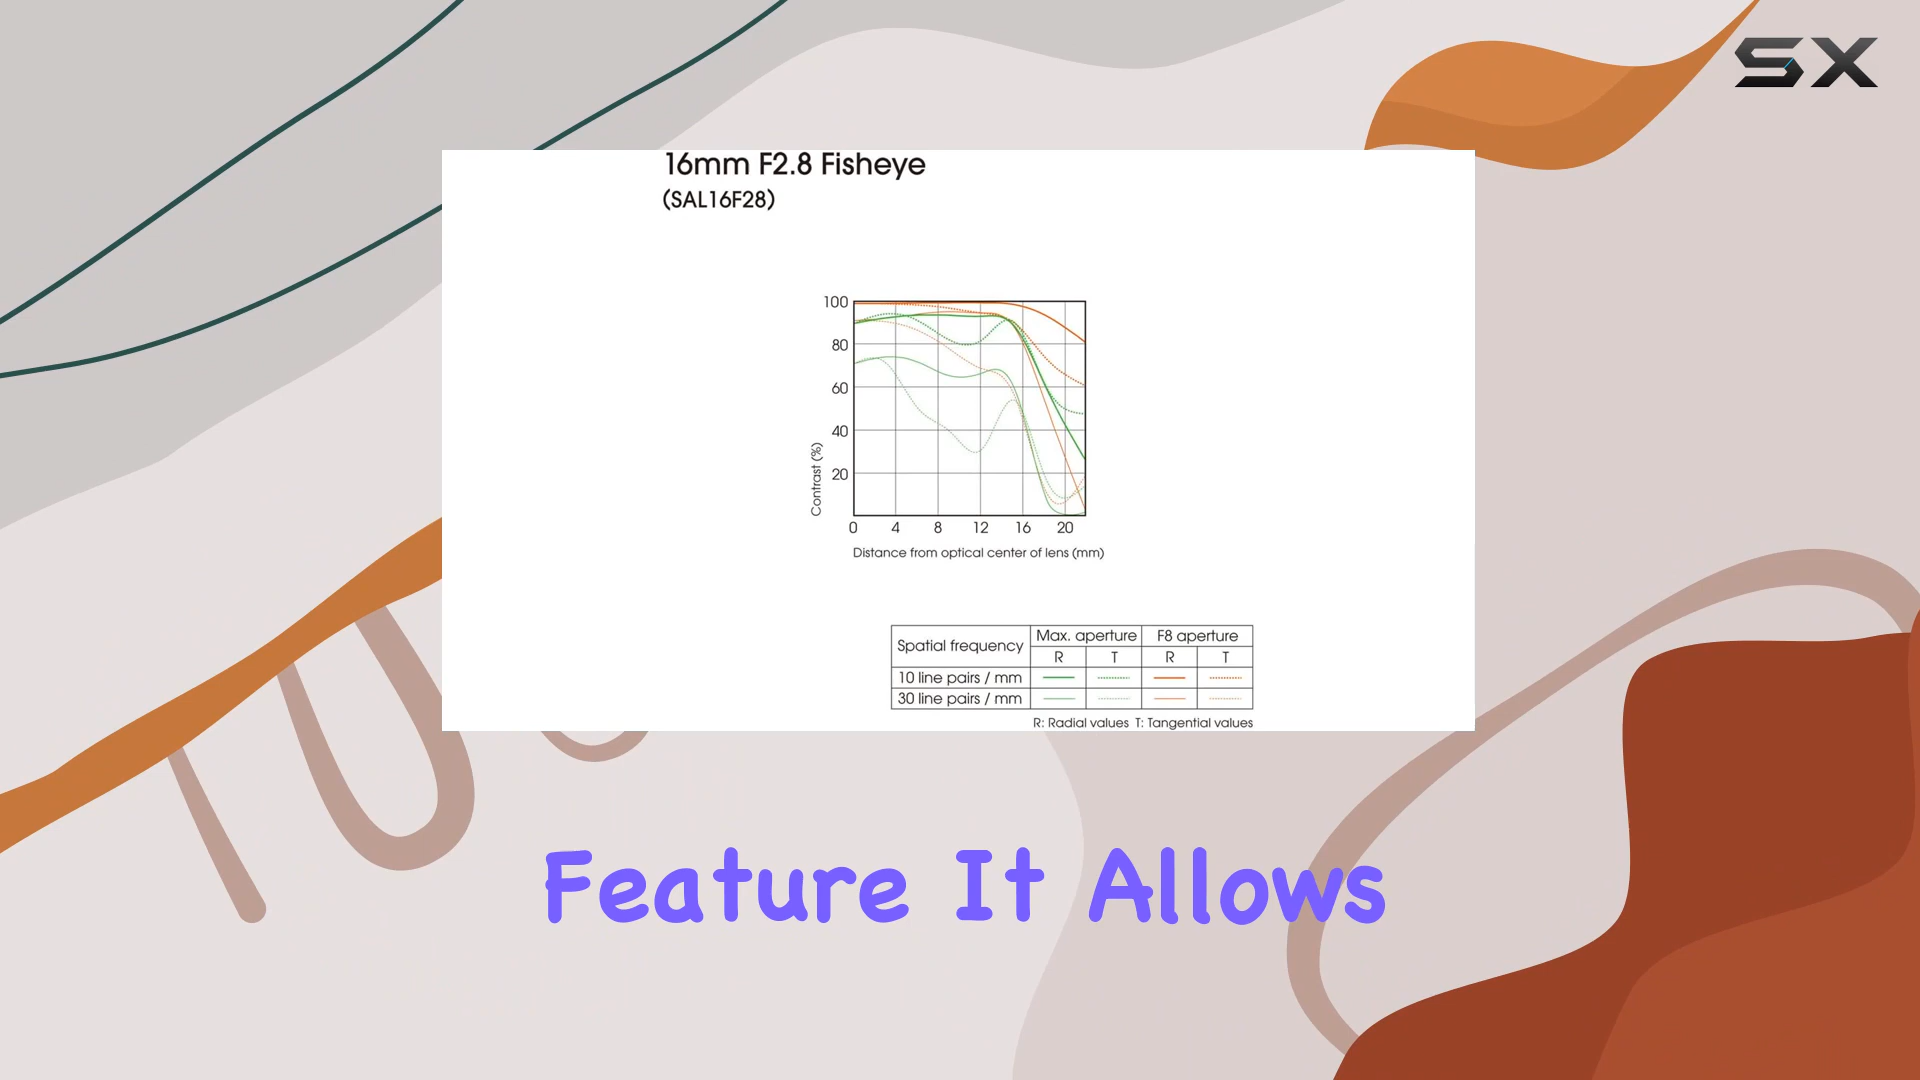 SX
16mm F2.8 Fisheye
(SAL16F28)
100
80
60
40
20
Contrast (%)
0 4 8 12 16 20
Distance from optical center of lens (mm)
Spatial frequency Max. aperture F8 aperture
R T R T
10 line pairs / mm
30 line pairs / mm
R: Radial values T: Tangential values
Feature It Allows